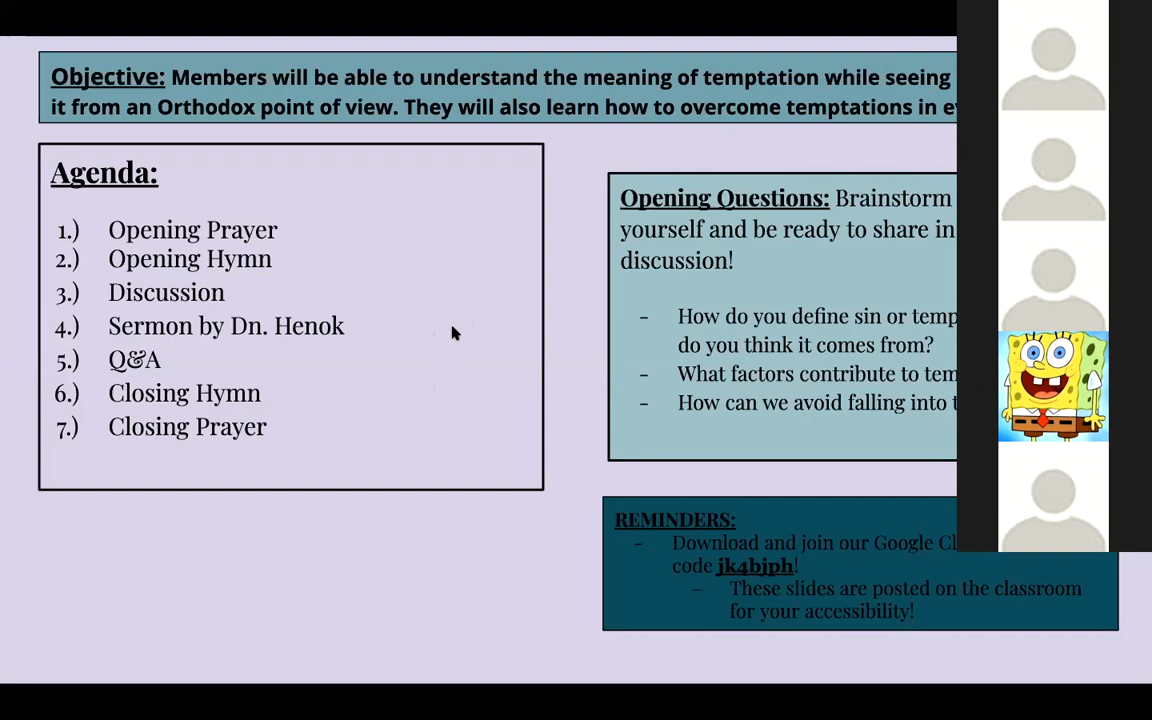 Objective: Members will be able to understand the meaning of temptation while seeing
it from an Orthodox point of view. They will also learn how to overcome temptations in
Agenda:
1.) Opening Prayer
2.) Opening Hymn
3.) Discussion
4.) Sermon by Dn. Henok
5.) Q&A
6.) Closing Hymn
7.) Closing Prayer
Opening Questions: Brainstorm
yourself and be ready to share in
discussion!
- How do you define sin or
do you think it comes from?
- What factors contribute to
- How can we avoid falling into
REMINDERS:
- Download and join our Google
code jk4bjph!
- These slides are posted on the classroom
for your accessibility!